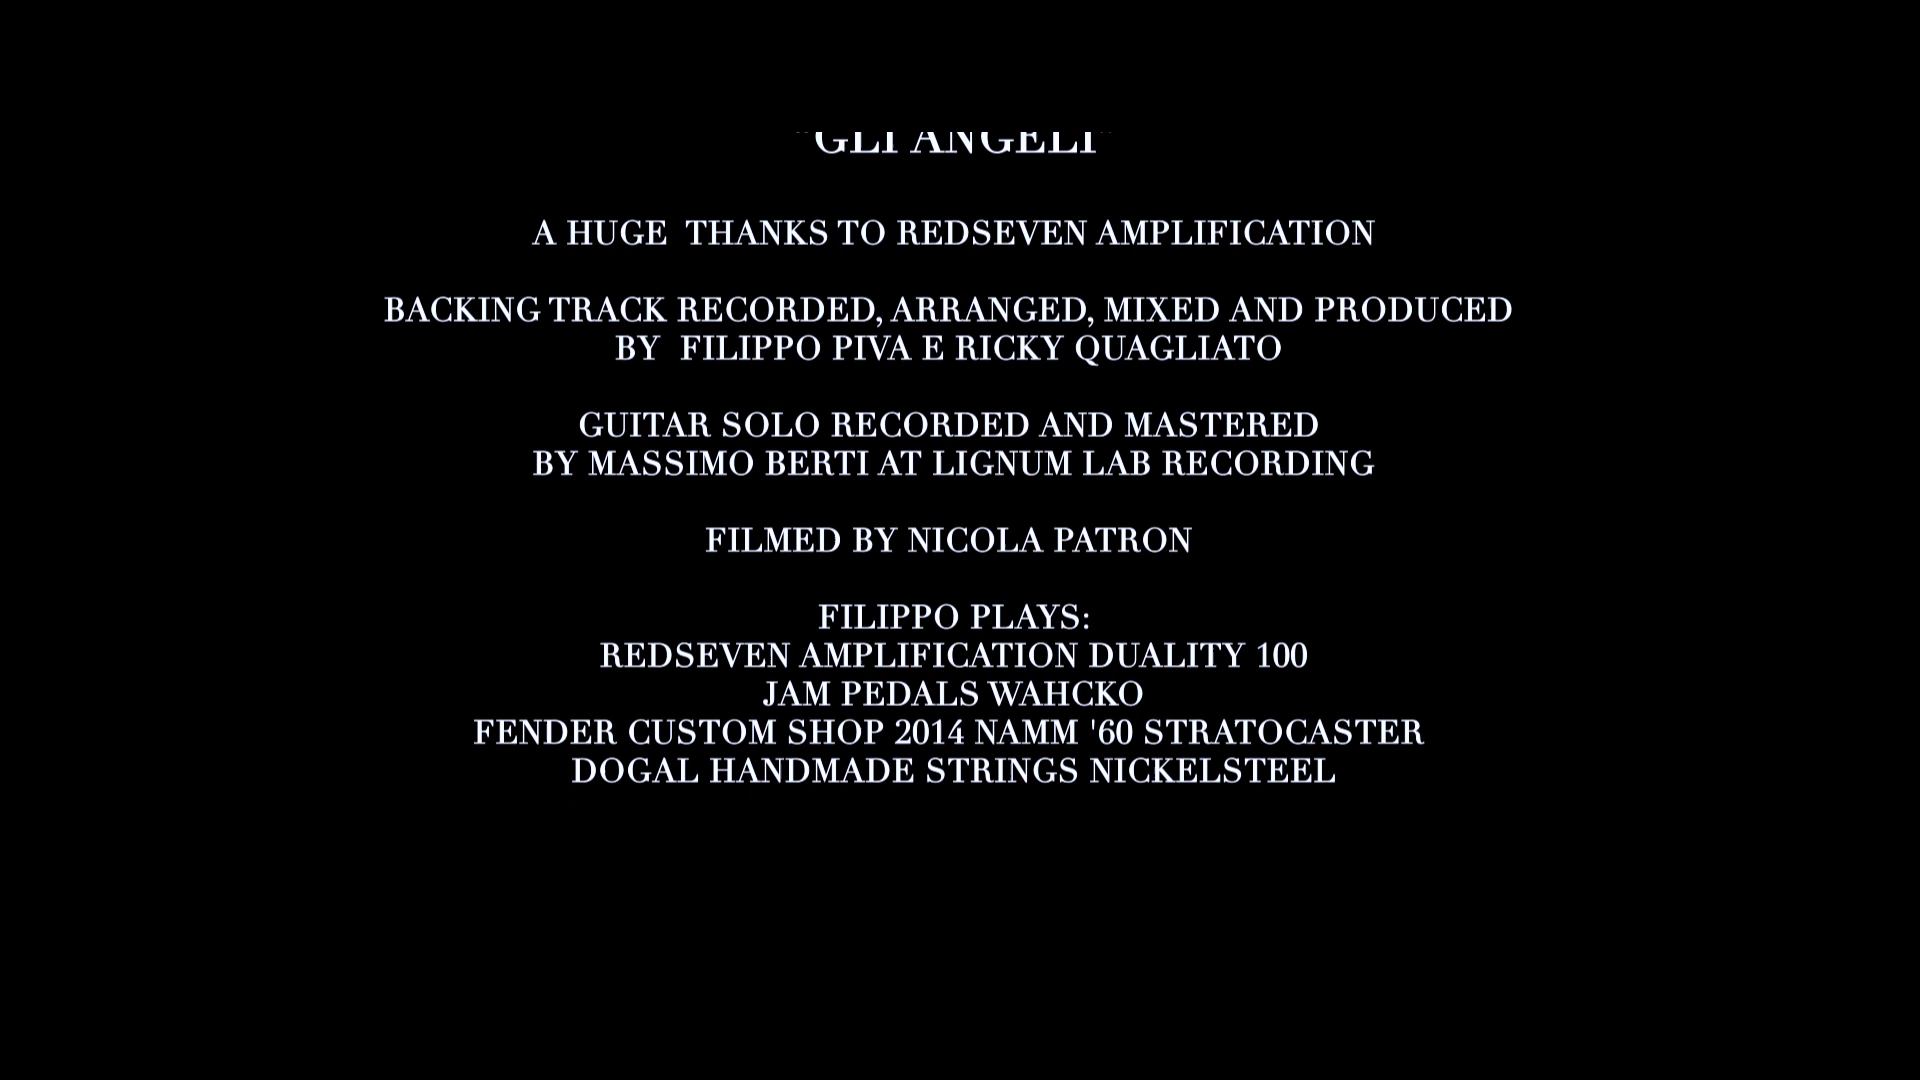 "GLI ANGELI"
A HUGE THANKS TO REDSEVEN AMPLIFICATION
BACKING TRACK RECORDED, ARRANGED, MIXED AND PRODUCED
BY FILIPPO PIVA E RICKY QUAGLIATO
GUITAR SOLO RECORDED AND MASTERED
BY MASSIMO BERTI AT LIGNUM LAB RECORDING
FILMED BY NICOLA PATRON
FILIPPO PLAYS:
REDSEVEN AMPLIFICATION DUALITY 100
JAM PEDALS WAHCKO
FENDER CUSTOM SHOP 2014 NAMM '60 STRATOCASTER
DOGAL HANDMADE STRINGS NICKELSTEEL